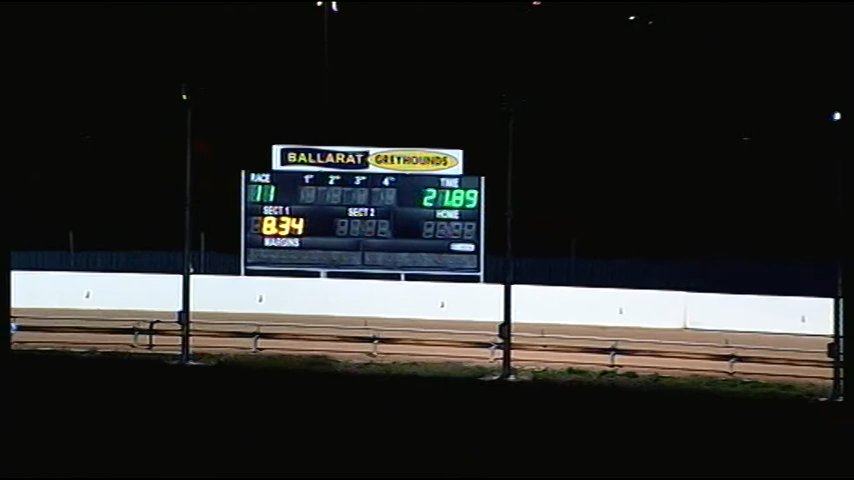 BALLARAT GREYHOUNDS
RACE 1ST 2ND 3RD 4TH TIME
11 21.89
SECT 1 SECT 2 HOME
8.34
MARGINS